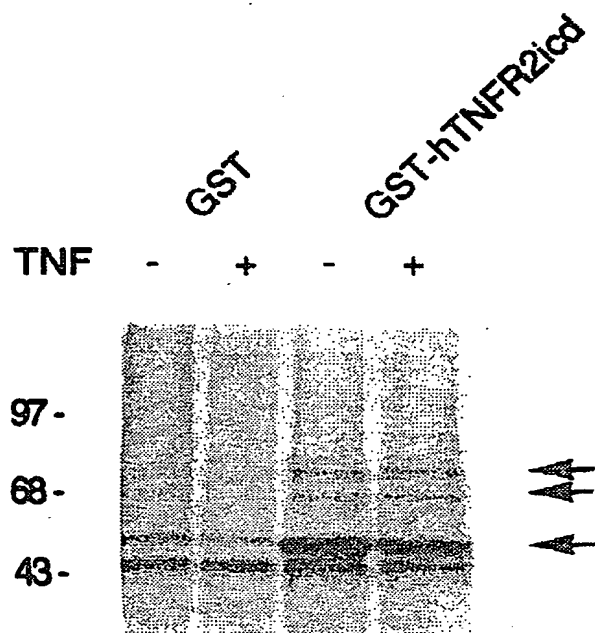 GST
GST-hTNFR2icd
TNF - + - +
97-
68-
43-